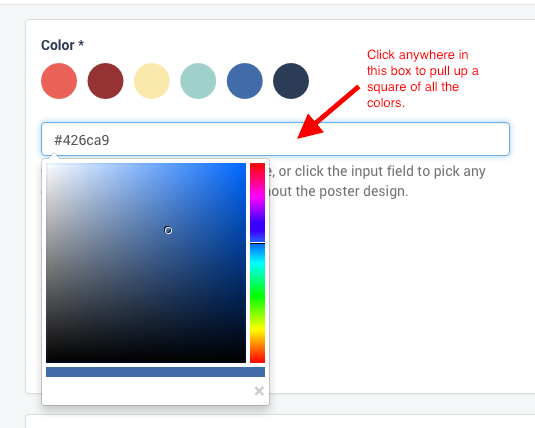 Color *
Click anywhere in
this box to pull up a
square of all the
colors.
#426ca9
, or click the input field to pick any
out the poster design.
×